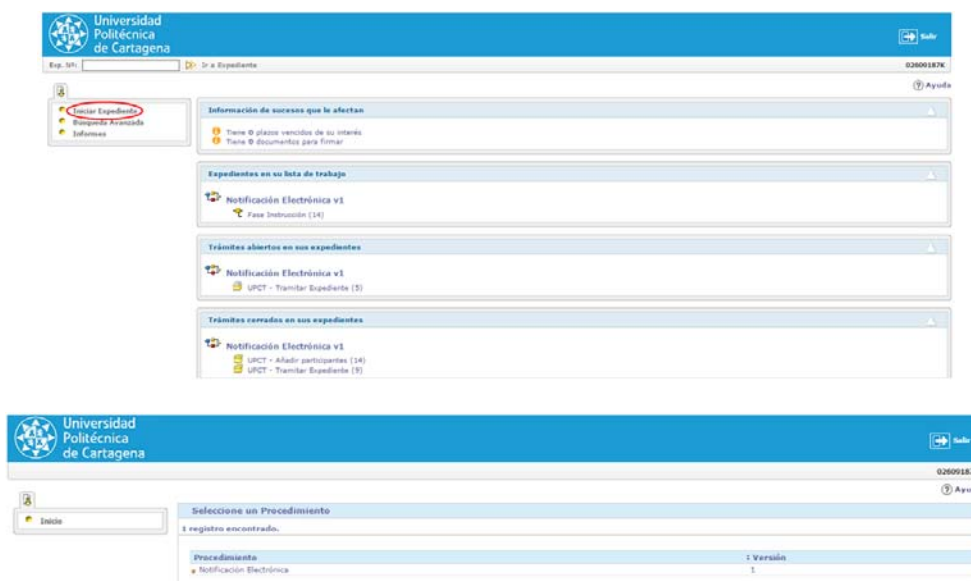 Universidad
Politécnica
de Cartagena
Salir
Exp. Nº: Ir a Expediente
02600187K
Ayuda
Iniciar Expediente
Búsqueda Avanzada
Informes
Información de sucesos que le afectan
Tiene 0 plazos vencidos de su interés
Tiene 0 documentos para firmar
Expedientes en su lista de trabajo
Notificación Electrónica v1
Fase Instrucción (14)
Trámites abiertos en sus expedientes
Notificación Electrónica v1
UPCT - Tramitar Expediente (5)
Trámites cerrados en sus expedientes
Notificación Electrónica v1
UPCT - Añadir participantes (14)
UPCT - Tramitar Expediente (9)
Universidad
Politécnica
de Cartagena
Salir
Ayu
Inicio
Seleccione un Procedimiento
1 registro encontrado.
Procedimiento Versión
Notificación Electrónica 1